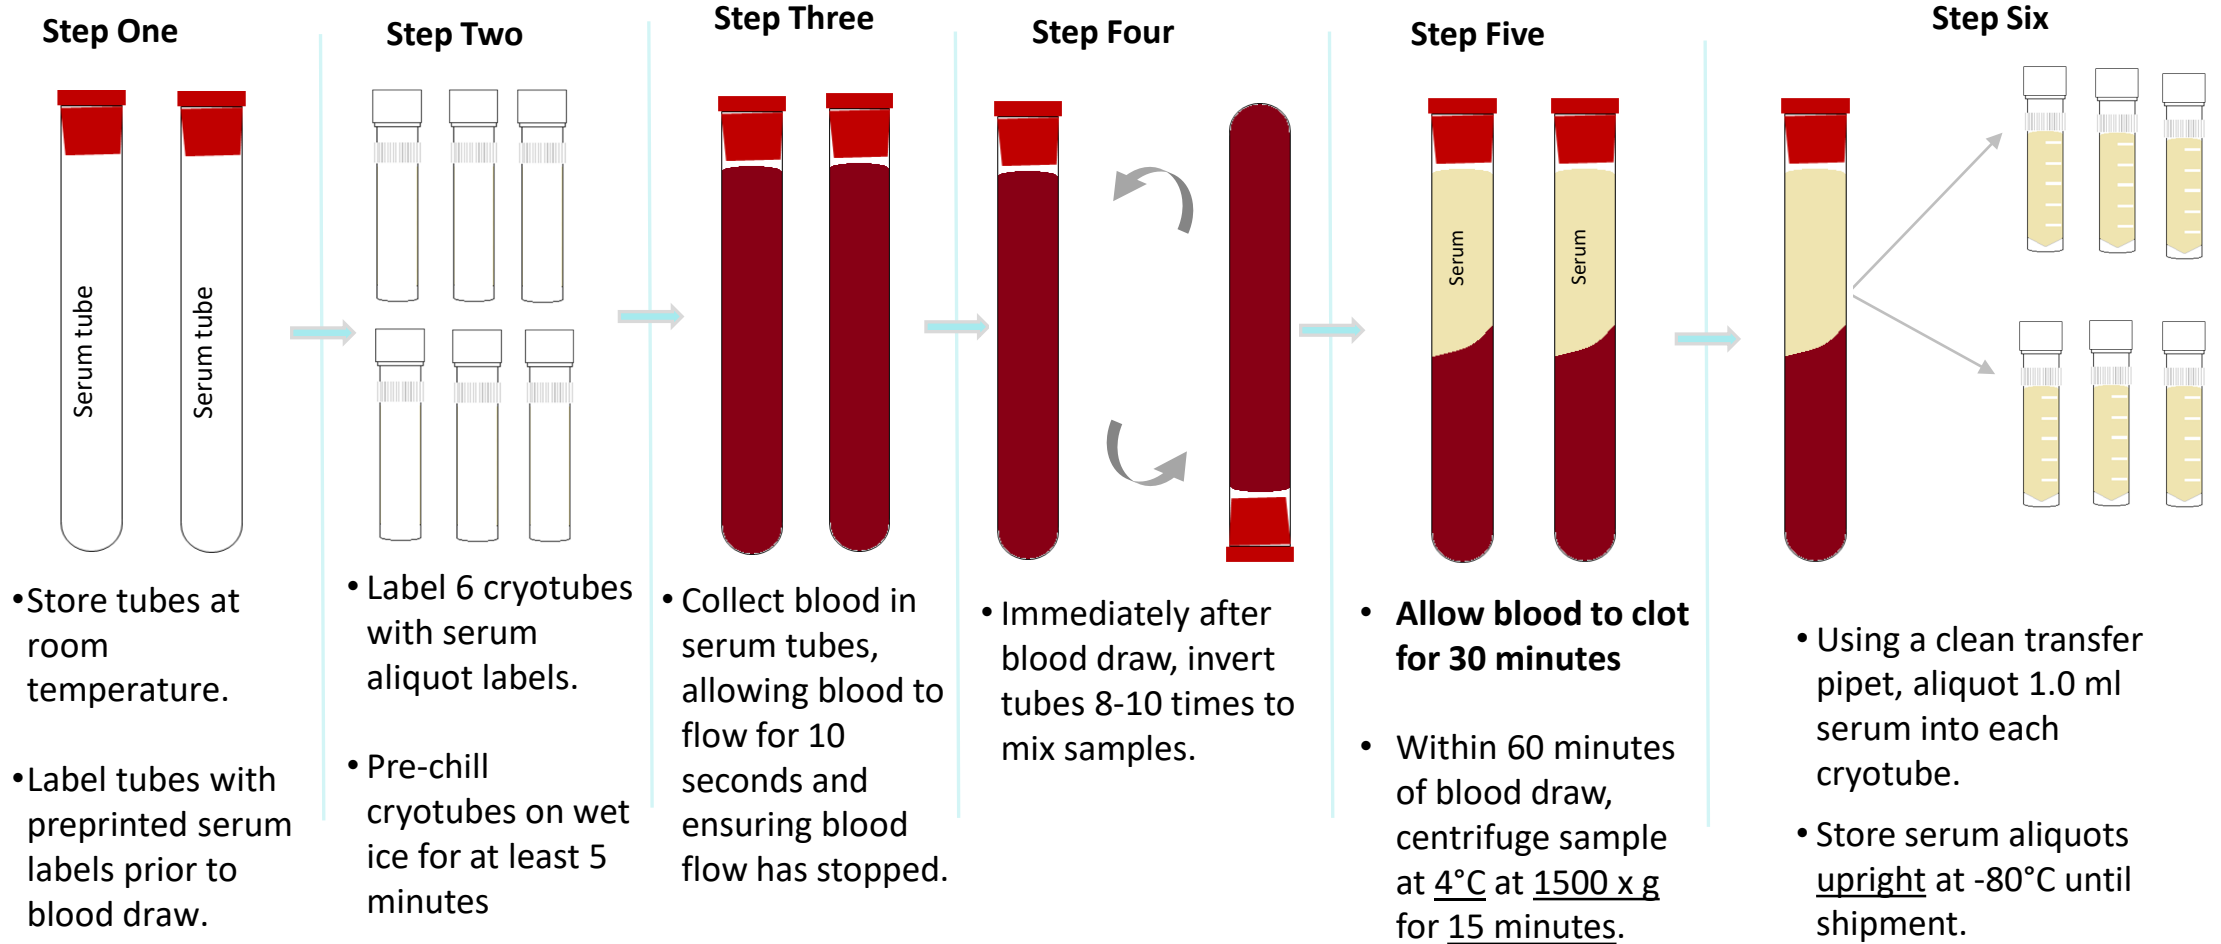 Step One
Serum tube
Serum tube
•Store tubes at
room
temperature.
•Label tubes with
preprinted serum
labels prior to
blood draw.
Step Two
• Label 6 cryotubes
with serum
aliquot labels.
• Pre-chill
cryotubes on wet
ice for at least 5
minutes
Step Three
• Collect blood in
serum tubes,
allowing blood to
flow for 10
seconds and
ensuring blood
flow has stopped.
Step Four
• Immediately after
blood draw, invert
tubes 8-10 times to
mix samples.
Step Five
Serum
Serum
• Allow blood to clot
for 30 minutes
• Within 60 minutes
of blood draw,
centrifuge sample
at 4°C at 1500 x g
for 15 minutes.
Step Six
• Using a clean transfer
pipet, aliquot 1.0 ml
serum into each
cryotube.
• Store serum aliquots
upright at -80°C until
shipment.